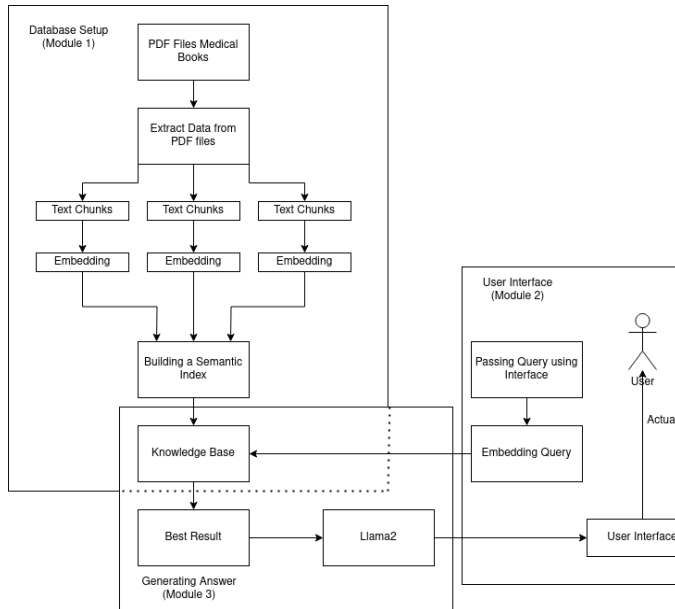 Database Setup
(Module 1)
PDF Files Medical
Books
Extract Data from
PDF files
Text Chunks
Text Chunks
Text Chunks
Embedding
Embedding
Embedding
Building a Semantic
Index
User Interface
(Module 2)
User
Passing Query using
Interface
Actua
Knowledge Base
Embedding Query
Best Result
Llama2
User Interface
Generating Answer
(Module 3)